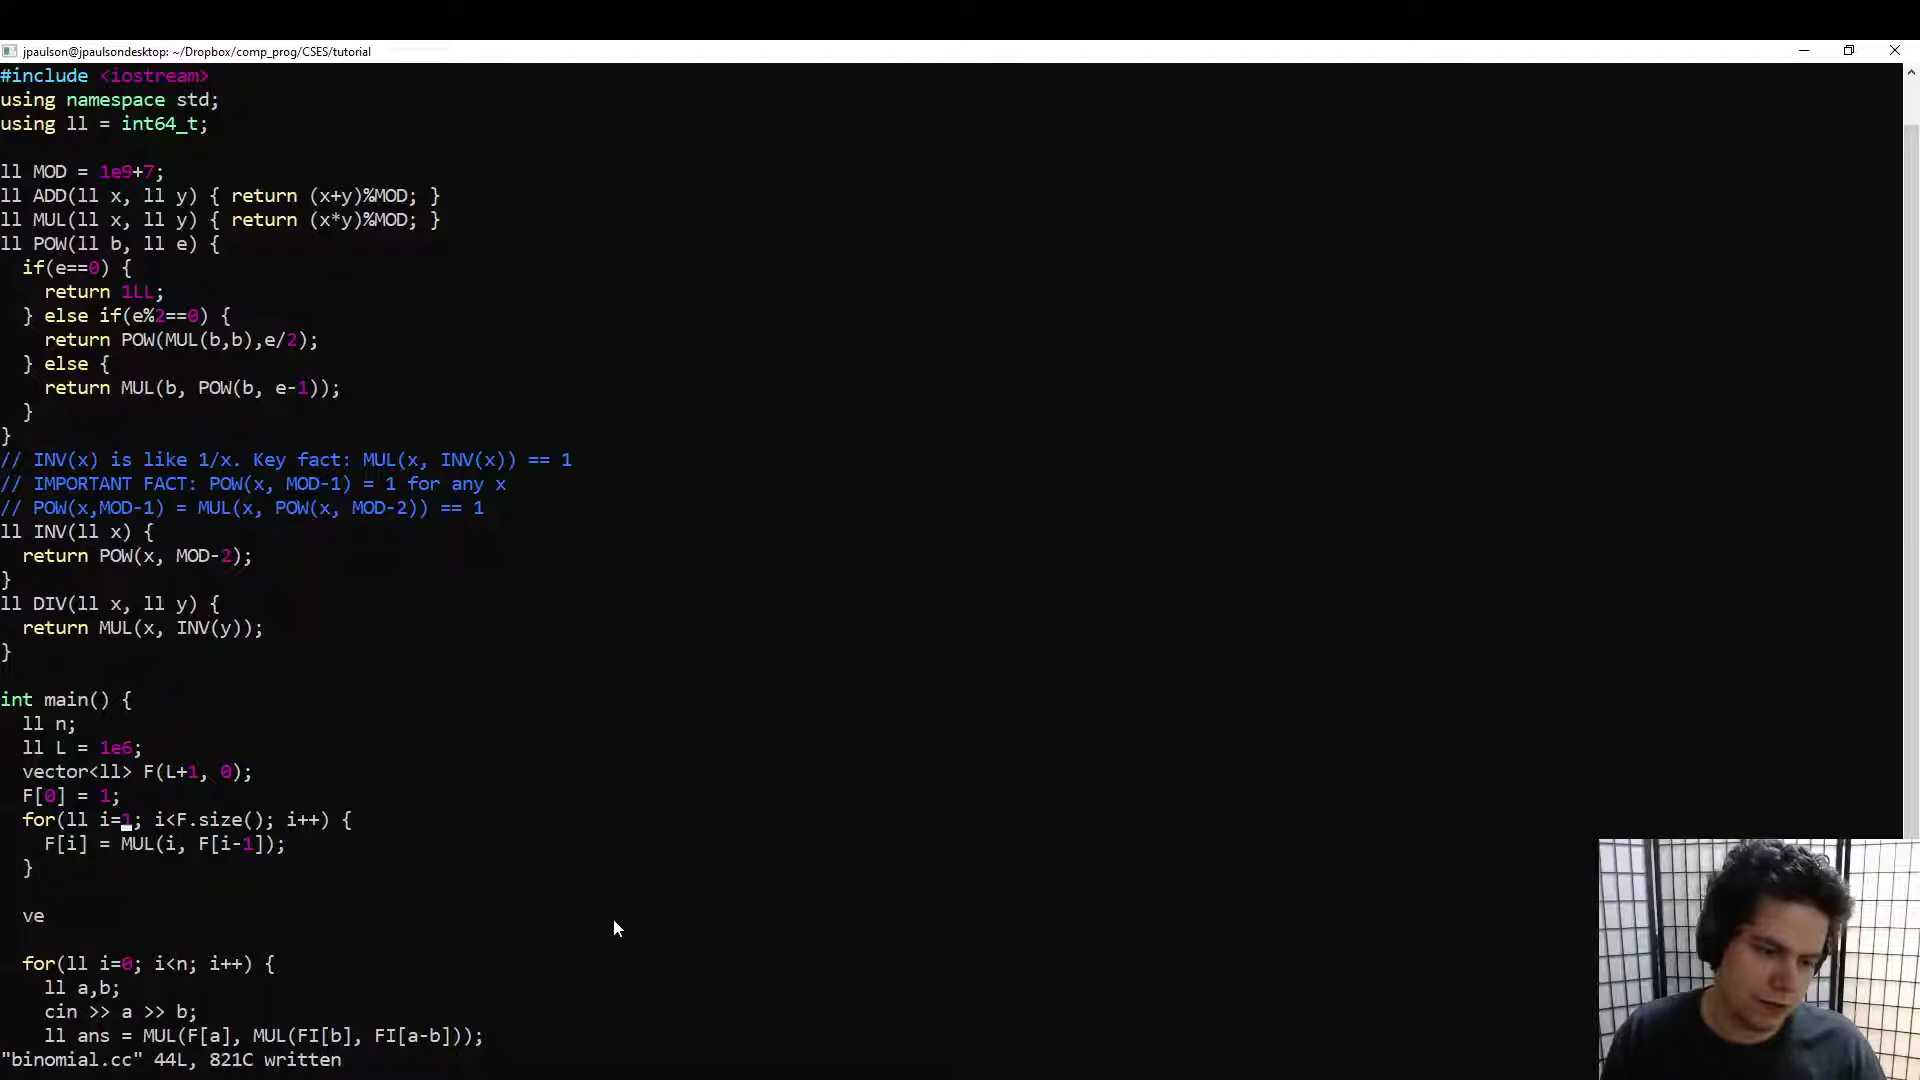 jpaulson@jpaulsondesktop: ~/Dropbox/comp_prog/CSES/tutorial
#include <iostream>
using namespace std;
using ll = int64_t;
ll MOD = 1e9+7;
ll ADD(ll x, ll y) { return (x+y)%MOD; }
ll MUL(ll x, ll y) { return (x*y)%MOD; }
ll POW(ll b, ll e) {
  if(e==0) {
    return 1LL;
  } else if(e%2==0) {
    return POW(MUL(b,b),e/2);
  } else {
    return MUL(b, POW(b, e-1));
  }
}
// INV(x) is like 1/x. Key fact: MUL(x, INV(x)) == 1
// IMPORTANT FACT: POW(x, MOD-1) = 1 for any x
// POW(x,MOD-1) = MUL(x, POW(x, MOD-2)) == 1
ll INV(ll x) {
  return POW(x, MOD-2);
}
ll DIV(ll x, ll y) {
  return MUL(x, INV(y));
}
int main() {
  ll n;
  ll L = 1e6;
  vector<ll> F(L+1, 0);
  F[0] = 1;
  for(ll i=1; i<F.size(); i++) {
    F[i] = MUL(i, F[i-1]);
  }
  ve
  for(ll i=0; i<n; i++) {
    ll a,b;
    cin >> a >> b;
    ll ans = MUL(F[a], MUL(FI[b], FI[a-b]));
"binomial.cc" 44L, 821C written